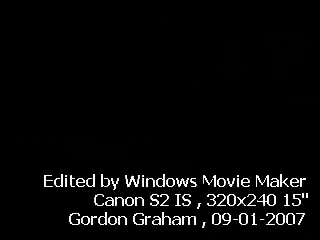 Edited by Windows Movie Maker
Canon S2 IS , 320x240 15"
Gordon Graham , 09-01-2007